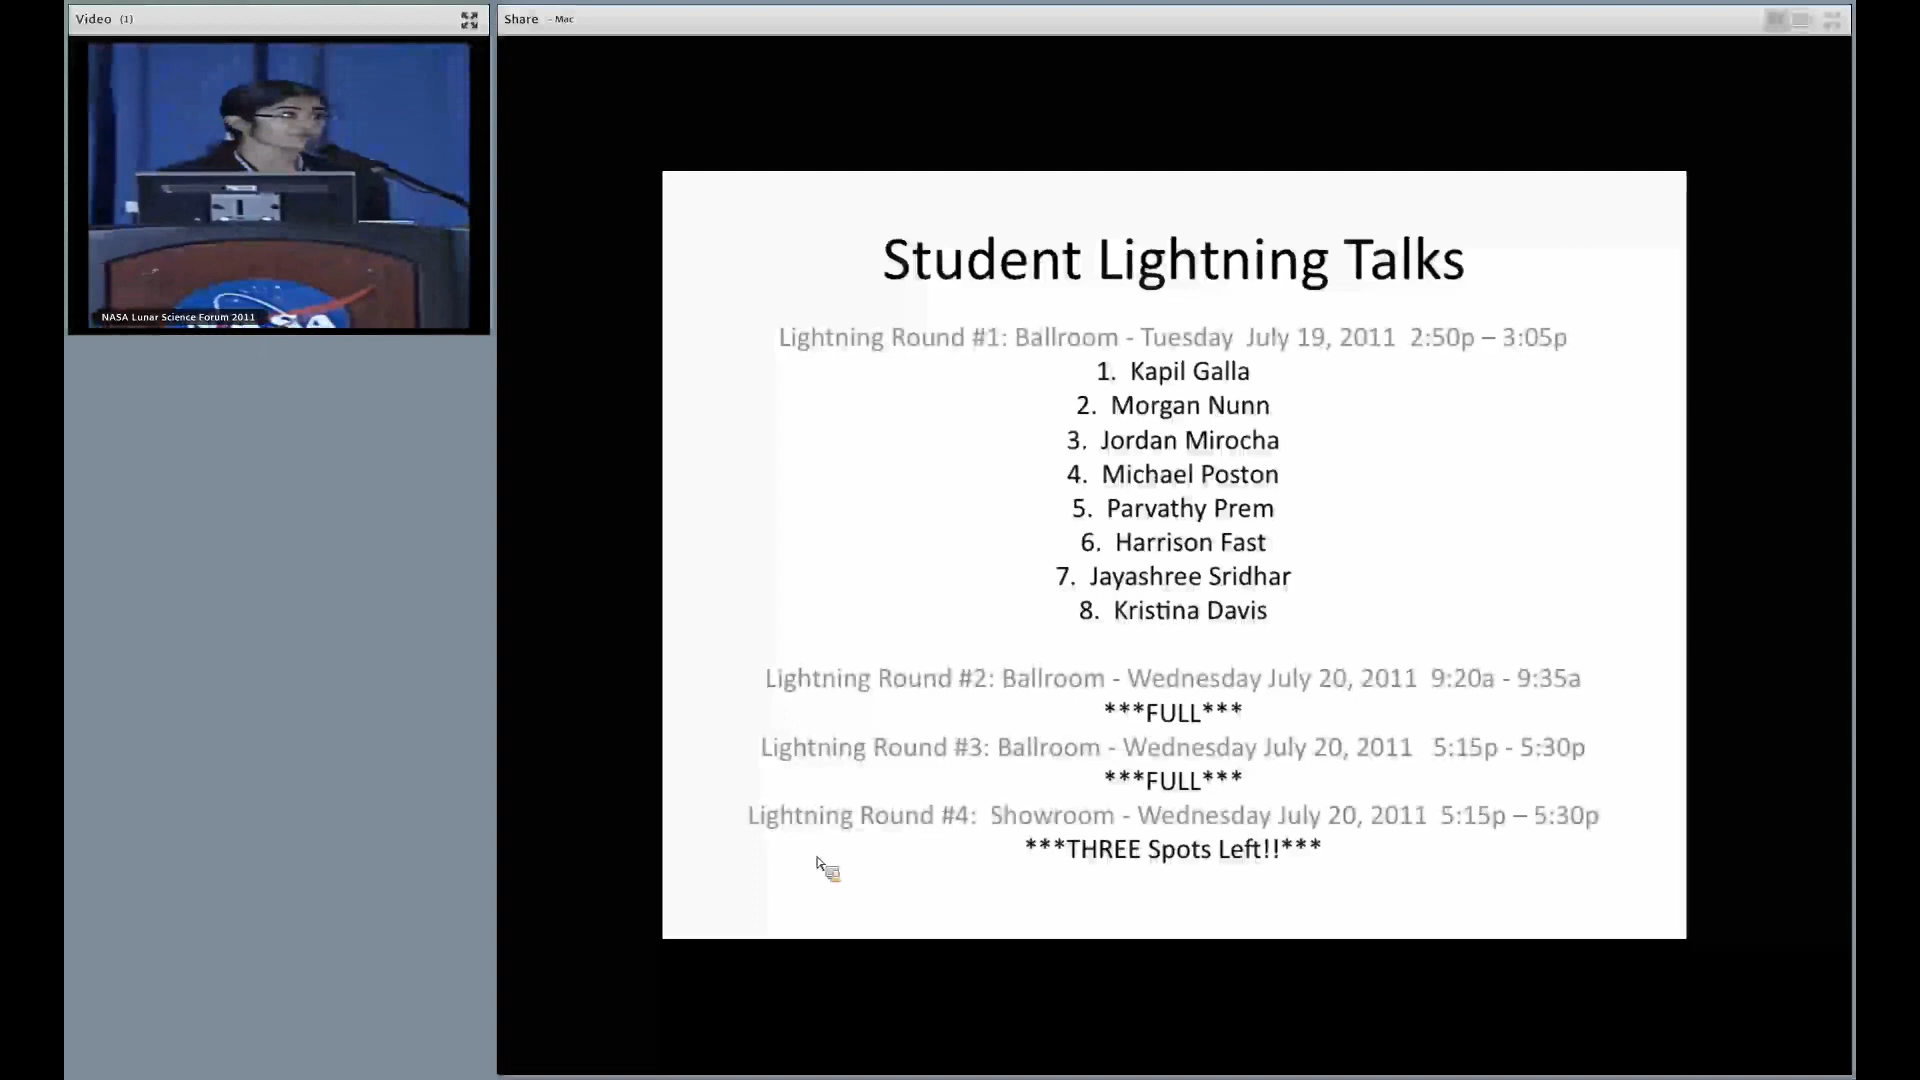 Video (1)
Share - Mac
NASA Lunar Science Forum 2011
Student Lightning Talks
Lightning Round #1: Ballroom - Tuesday July 19, 2011 2:50p – 3:05p
1. Kapil Galla
2. Morgan Nunn
3. Jordan Mirocha
4. Michael Poston
5. Parvathy Prem
6. Harrison Fast
7. Jayashree Sridhar
8. Kristina Davis
Lightning Round #2: Ballroom - Wednesday July 20, 2011 9:20a - 9:35a
***FULL***
Lightning Round #3: Ballroom - Wednesday July 20, 2011 5:15p - 5:30p
***FULL***
Lightning Round #4: Showroom - Wednesday July 20, 2011 5:15p – 5:30p
***THREE Spots Left!!***